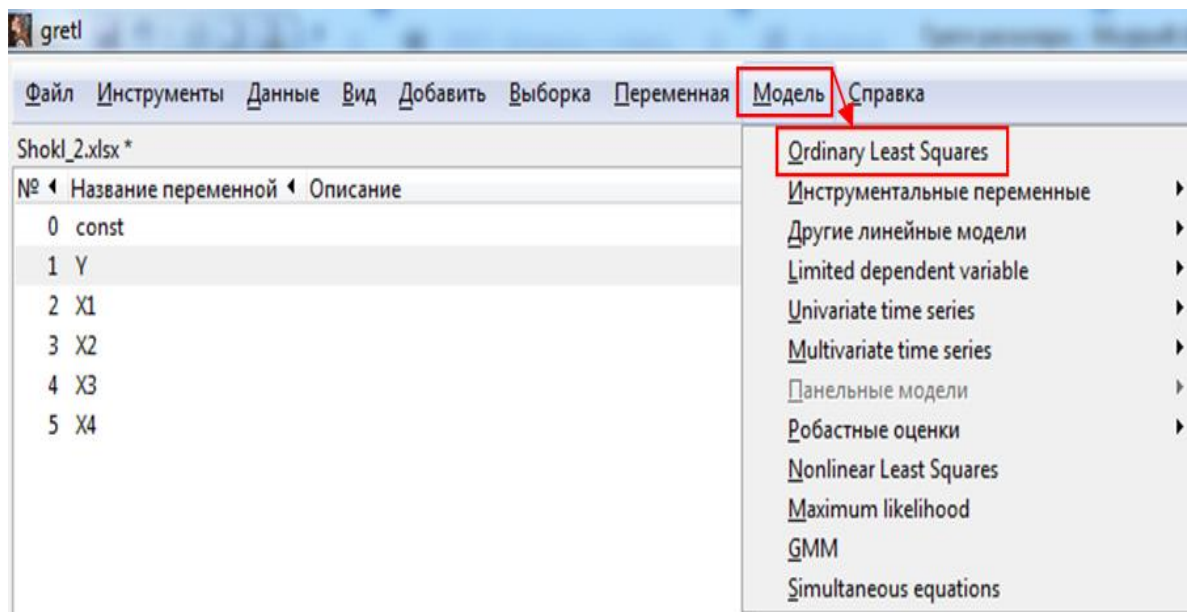 gretl
Файл Инструменты Данные Вид Добавить Выборка Переменная Модель Справка
Shokl_2.xlsx *
№ Название переменной Описание
0 const
1 Y
2 X1
3 X2
4 X3
5 X4
Ordinary Least Squares
Инструментальные переменные
Другие линейные модели
Limited dependent variable
Univariate time series
Multivariate time series
Панельные модели
Робастные оценки
Nonlinear Least Squares
Maximum likelihood
GMM
Simultaneous equations